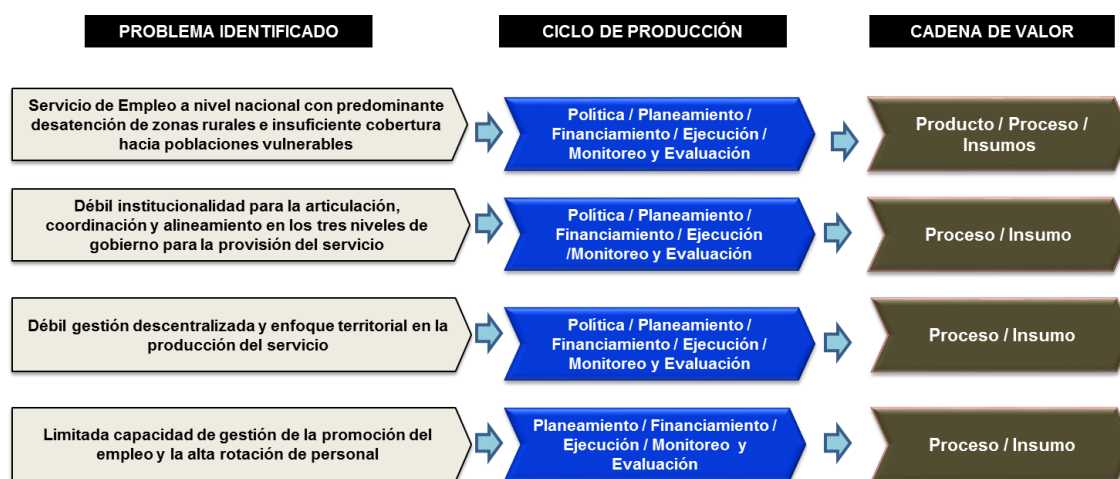 PROBLEMA IDENTIFICADO
CICLO DE PRODUCCIÓN
CADENA DE VALOR
Servicio de Empleo a nivel nacional con predominante
desatención de zonas rurales e insuficiente cobertura
hacia poblaciones vulnerables
Política / Planeamiento /
Financiamiento / Ejecución /
Monitoreo y Evaluación
Producto / Proceso /
Insumos
Débil institucionalidad para la articulación,
coordinación y alineamiento en los tres niveles de
gobierno para la provisión del servicio
Política / Planeamiento /
Financiamiento / Ejecución
/Monitoreo y Evaluación
Proceso / Insumo
Débil gestión descentralizada y enfoque territorial en la
producción del servicio
Política / Planeamiento /
Financiamiento / Ejecución /
Monitoreo y Evaluación
Proceso / Insumo
Limitada capacidad de gestión de la promoción del
empleo y la alta rotación de personal
Planeamiento / Financiamiento /
Ejecución / Monitoreo y
Evaluación
Proceso / Insumo